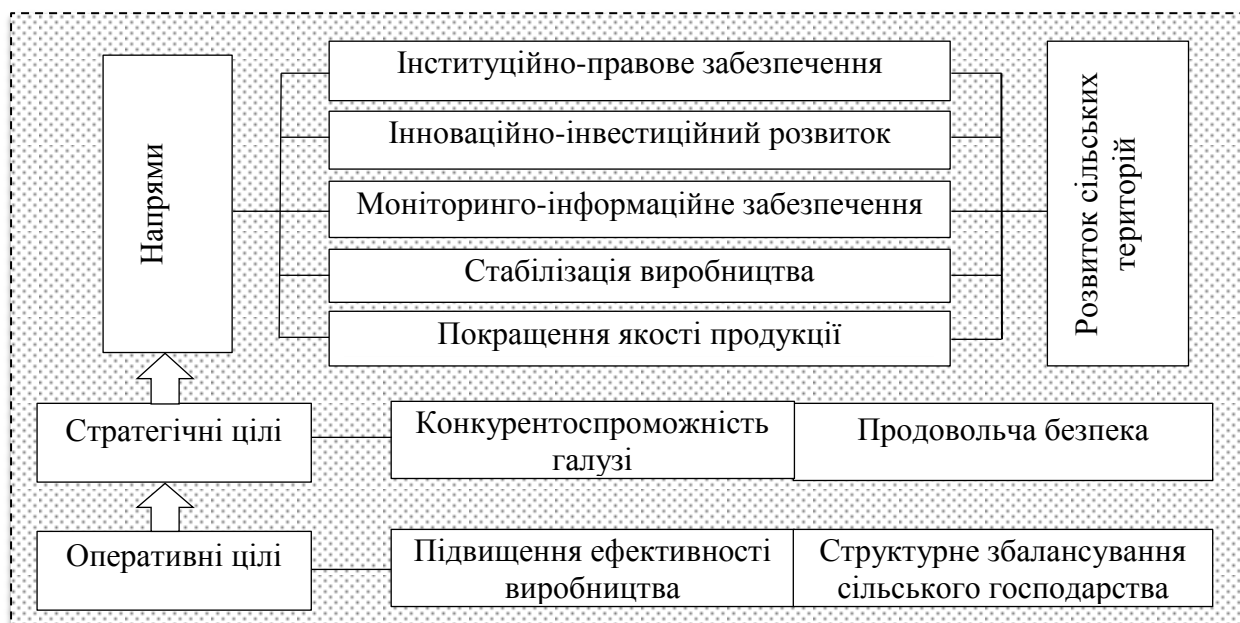 Напрями
Інституційно-правове забезпечення
Інноваційно-інвестиційний розвиток
Моніторинго-інформаційне забезпечення
Стабілізація виробництва
Покращення якості продукції
Розвиток сільських
територій
Стратегічні цілі
Конкурентоспроможність
галузі
Продовольча безпека
Оперативні цілі
Підвищення ефективності
виробництва
Структурне збалансування
сільського господарства